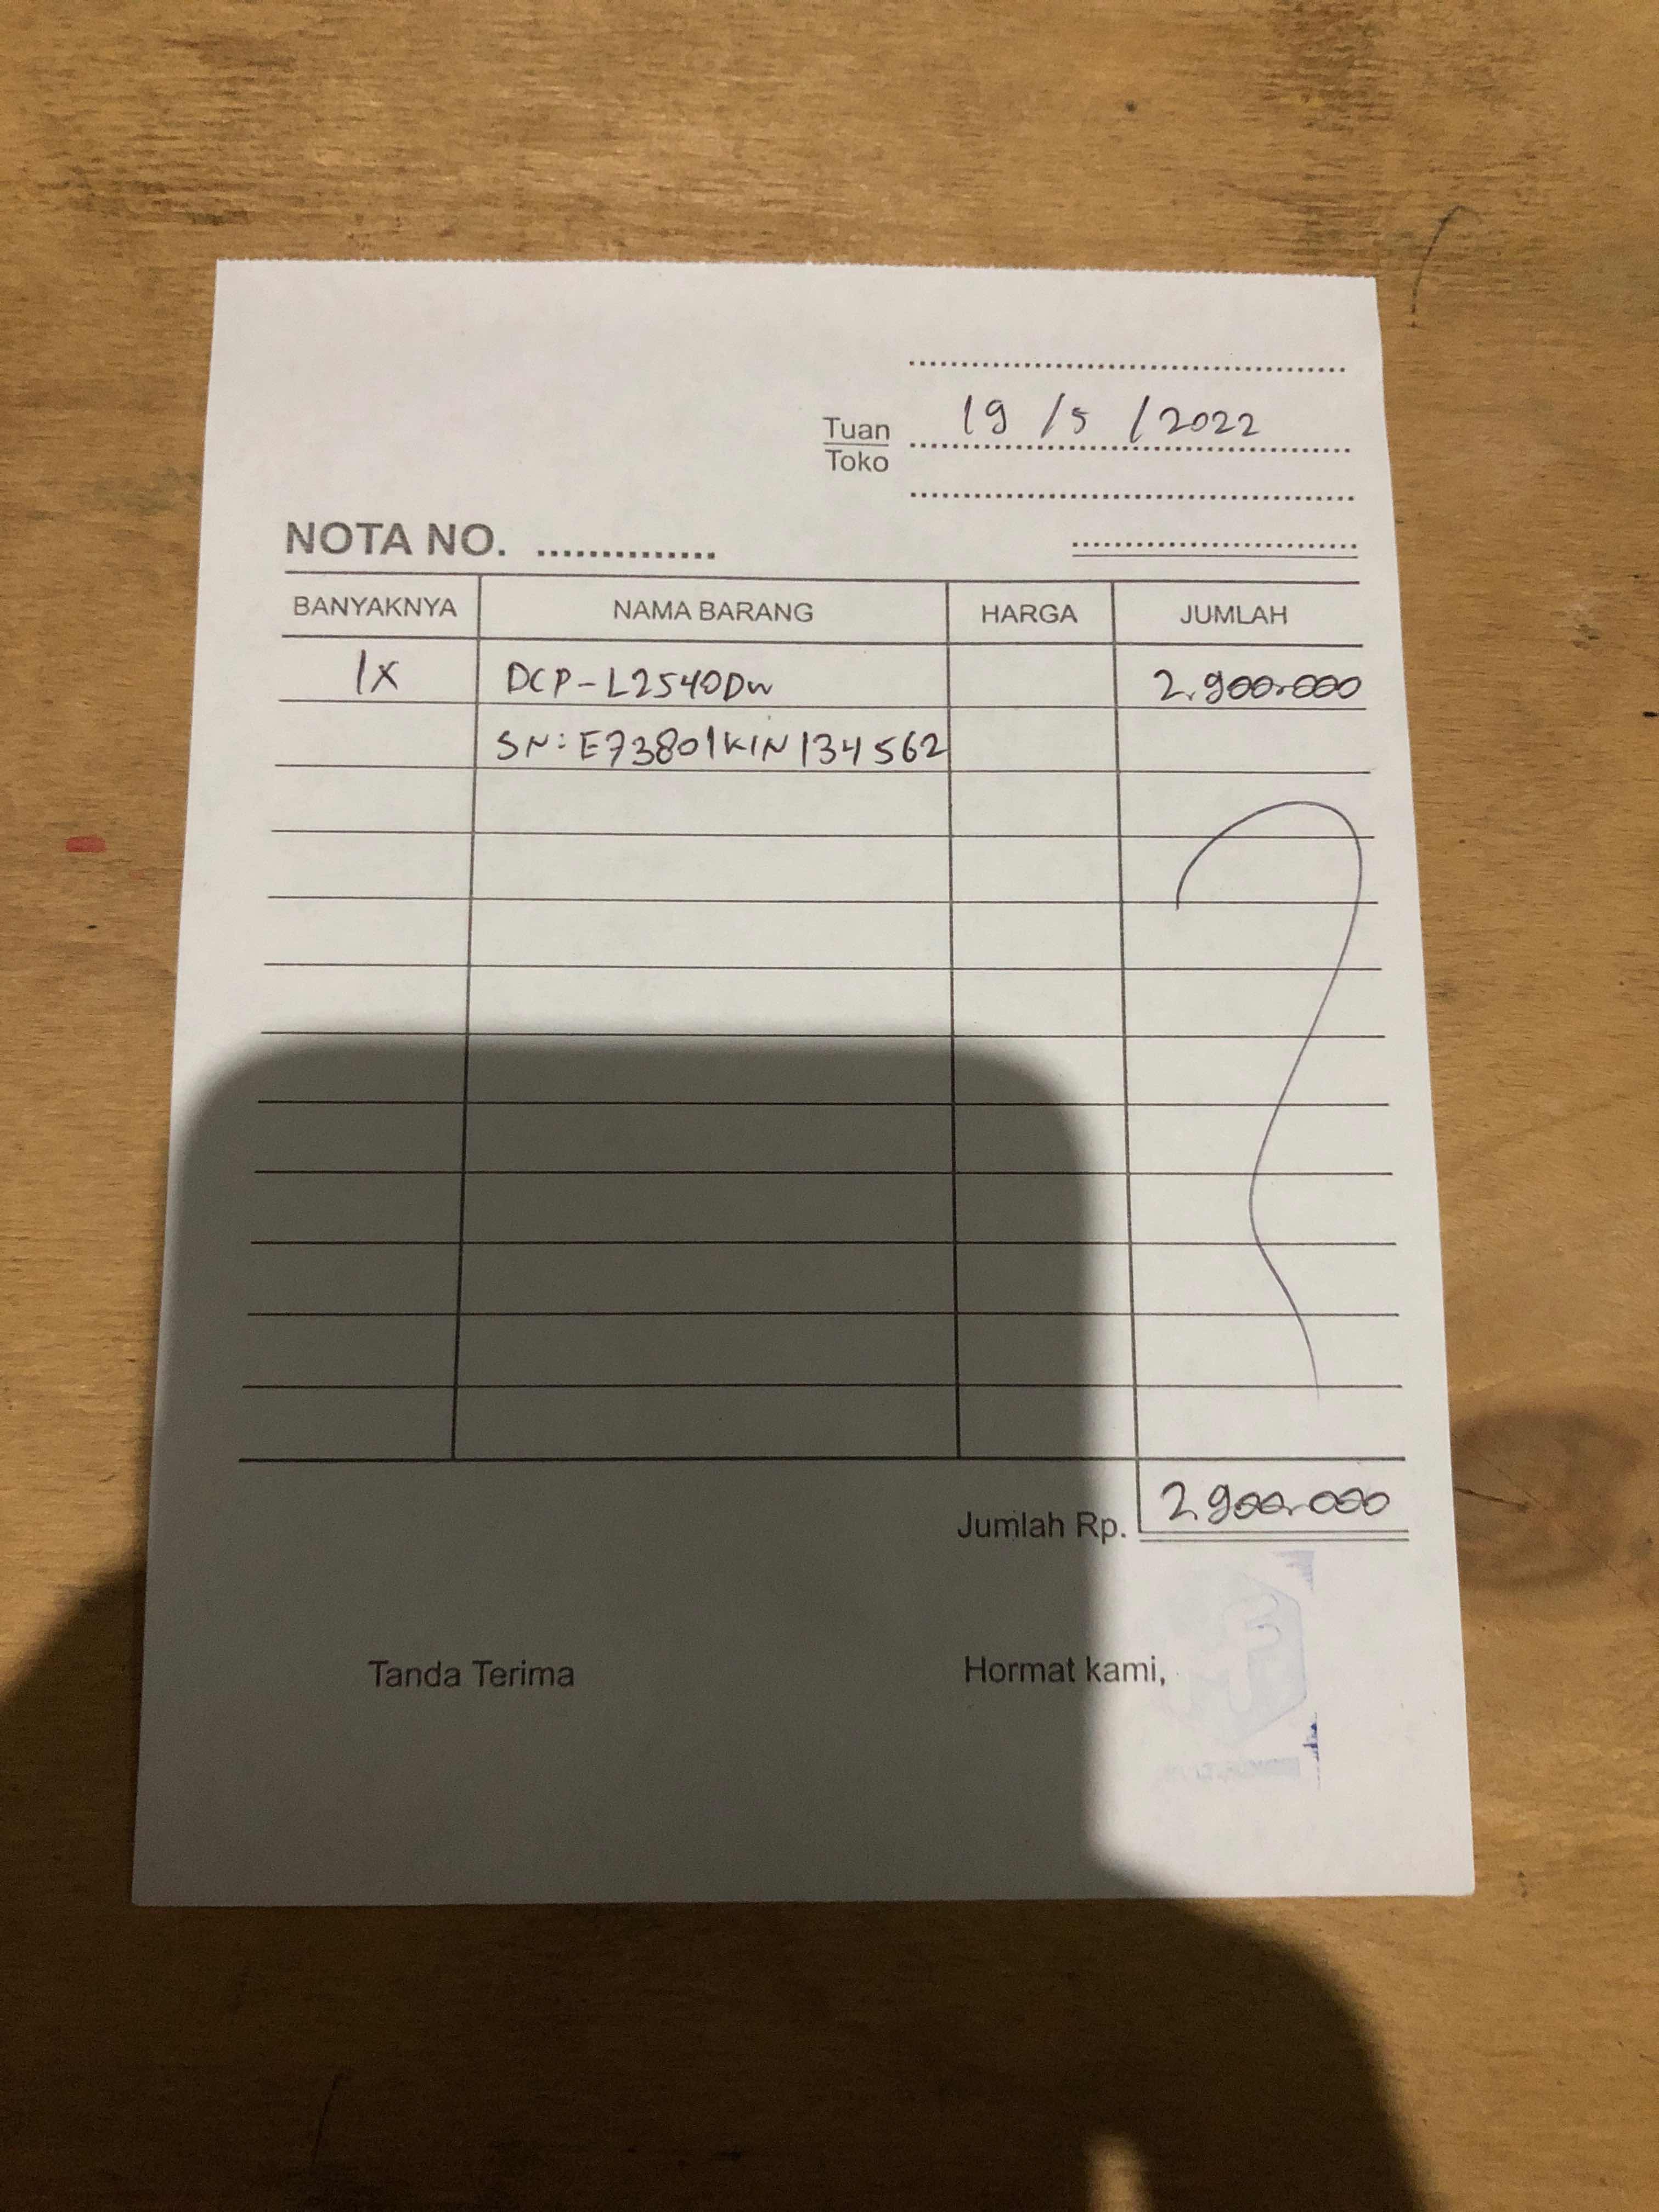 19/5/2022
Tuan
Toko
NOTA NO. ..............
BANYAKNYA NAMA BARANG HARGA JUMLAH
1X DCP-L2540Dw 2.900.000
SN: E73801K1N134562
Jumlah Rp. 2.900.000
Tanda Terima Hormat kami,